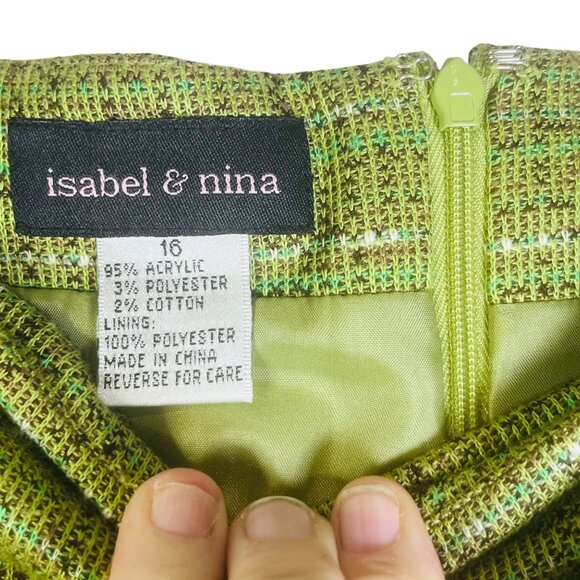 isabel & nina
16
95% ACRYLIC
3% POLYESTER
2% COTTON
LINING:
100% POLYESTER
MADE IN CHINA
REVERSE FOR CARE